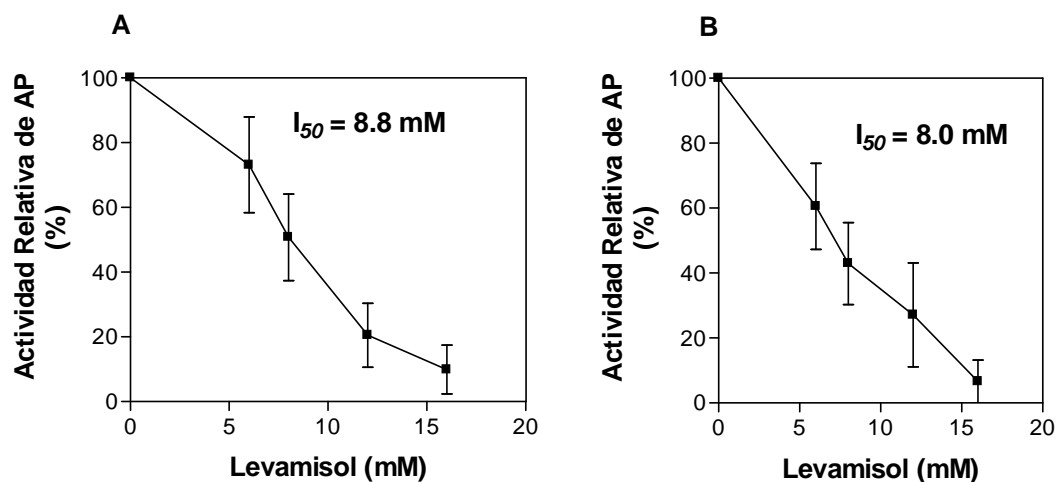 A
Actividad Relativa de AP
(%)
100
80
60
40
20
0
I50 = 8.8 mM
0 5 10 15 20
Levamisol (mM)
B
Actividad Relativa de AP
(%)
100
80
60
40
20
0
I50 = 8.0 mM
0 5 10 15 20
Levamisol (mM)